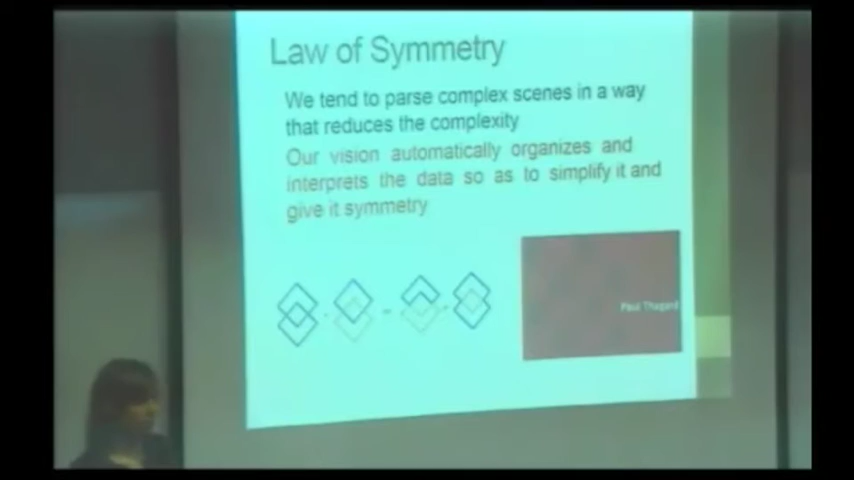 Law of Symmetry
We tend to parse complex scenes in a way
that reduces the complexity
Our vision automatically organizes and
interprets the data so as to simplify it and
give it symmetry
Paul Thagard